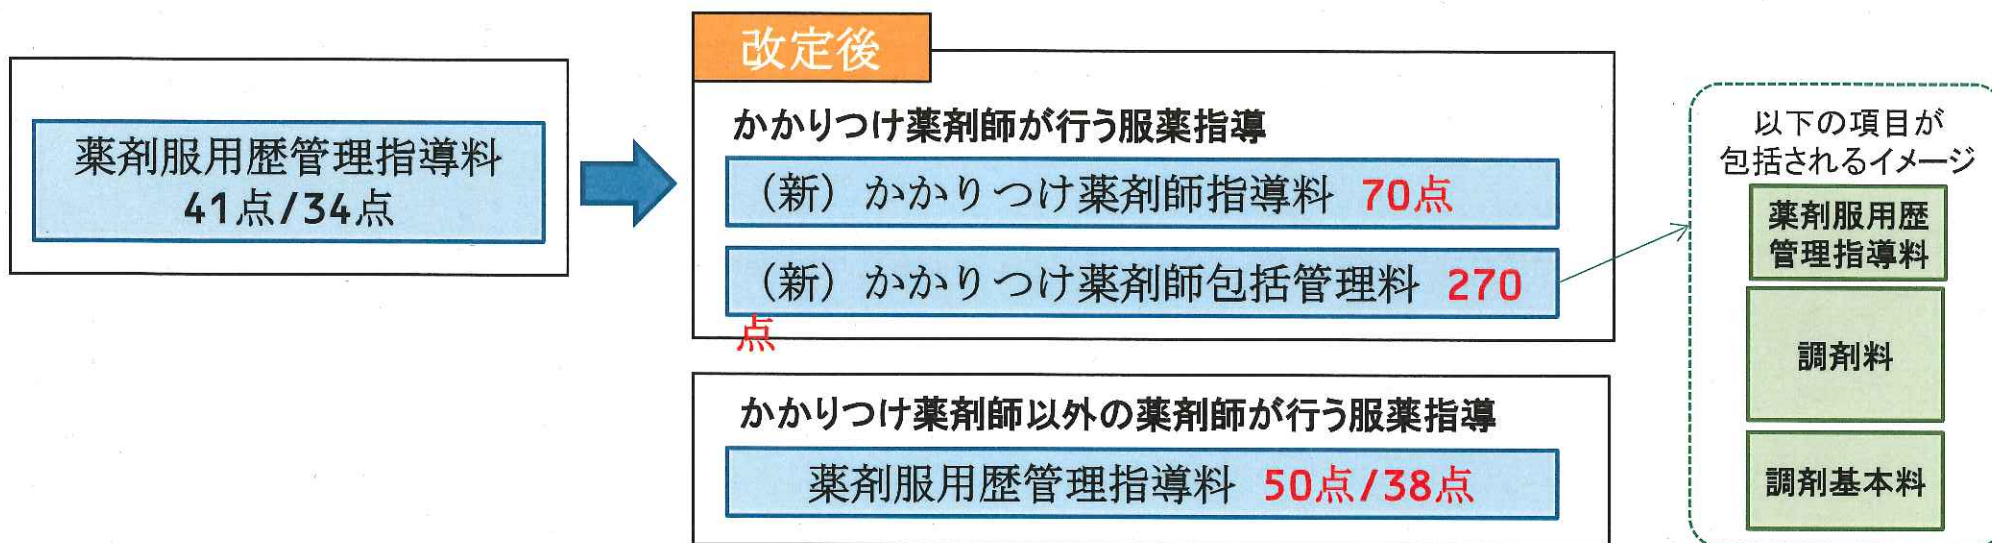 薬剤服用歴管理指導料
41点/34点
改定後
かかりつけ薬剤師が行う服薬指導
（新）かかりつけ薬剤師指導料 70点
（新）かかりつけ薬剤師包括管理料 270
点
かかりつけ薬剤師以外の薬剤師が行う服薬指導
薬剤服用歴管理指導料 50点/38点
以下の項目が
包括されるイメージ
薬剤服用歴
管理指導料
調剤料
調剤基本料